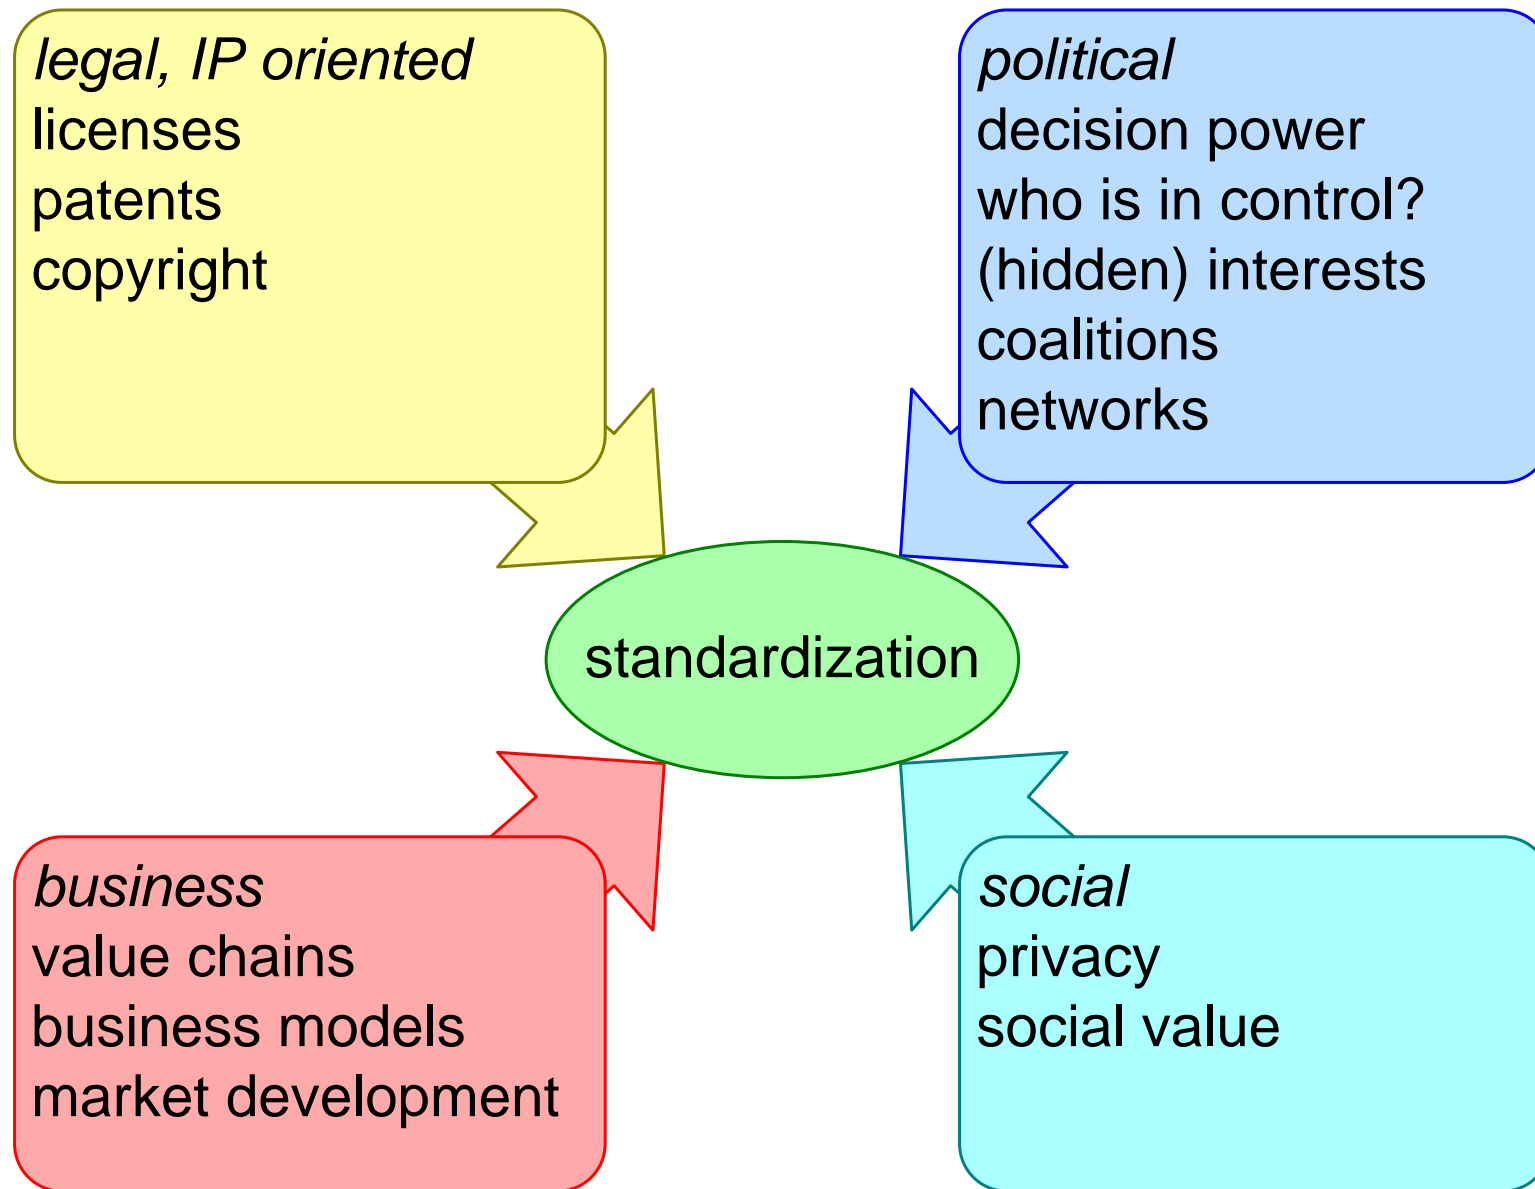 legal, IP oriented
licenses
patents
copyright
political
decision power
who is in control?
(hidden) interests
coalitions
networks
standardization
business
value chains
business models
market development
social
privacy
social value